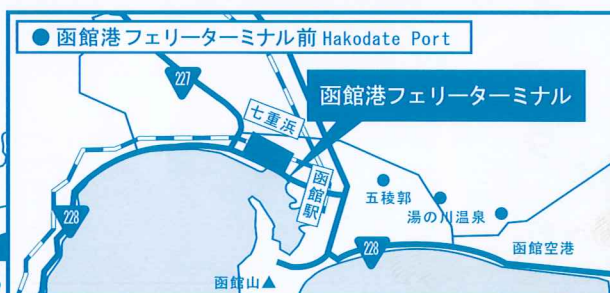 ● 函館港フェリーターミナル前 Hakodate Port
227
函館港フェリーターミナル
七重浜
函館駅
五稜郭
湯の川温泉
228
228
函館空港
函館山▲